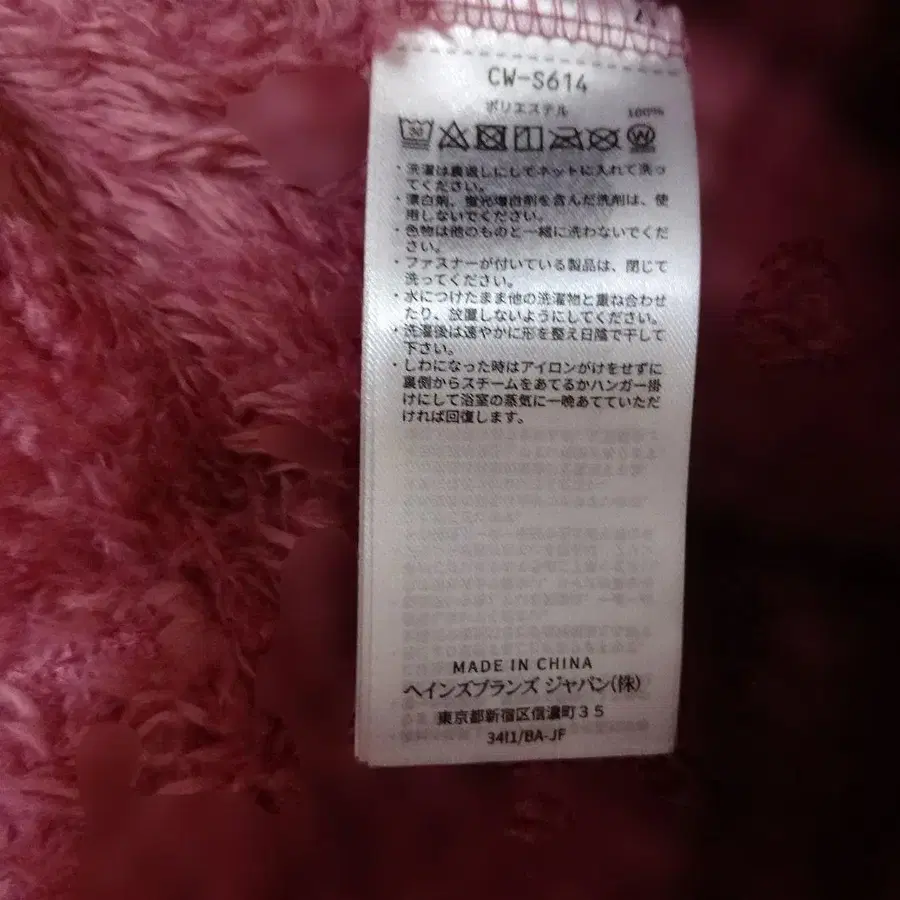 CW-S614
ポリエステル 100%
30
W
・洗濯は裏返しにしてネットに入れて洗っ
てください。
・漂白剤、蛍光増白剤を含んだ洗剤は、使
用しないでください。
・色物は他のものと一緒に洗わないでくだ
さい。
・ファスナーが付いている製品は、閉じて
洗ってください。
・水につけたまま他の洗濯物と重ね合わせ
たり、放置しないようにしてください。
・洗濯後は速やかに形を整え日陰で干して
下さい。
・しわになった時はアイロンがけをせずに
裏側からスチームをあてるかハンガー掛
けにして浴室の蒸気に一晩あてていただ
ければ回復します。
MADE IN CHINA
ヘインズブランズ ジャパン(株)
東京都新宿区信濃町35
34I1/BA-JF